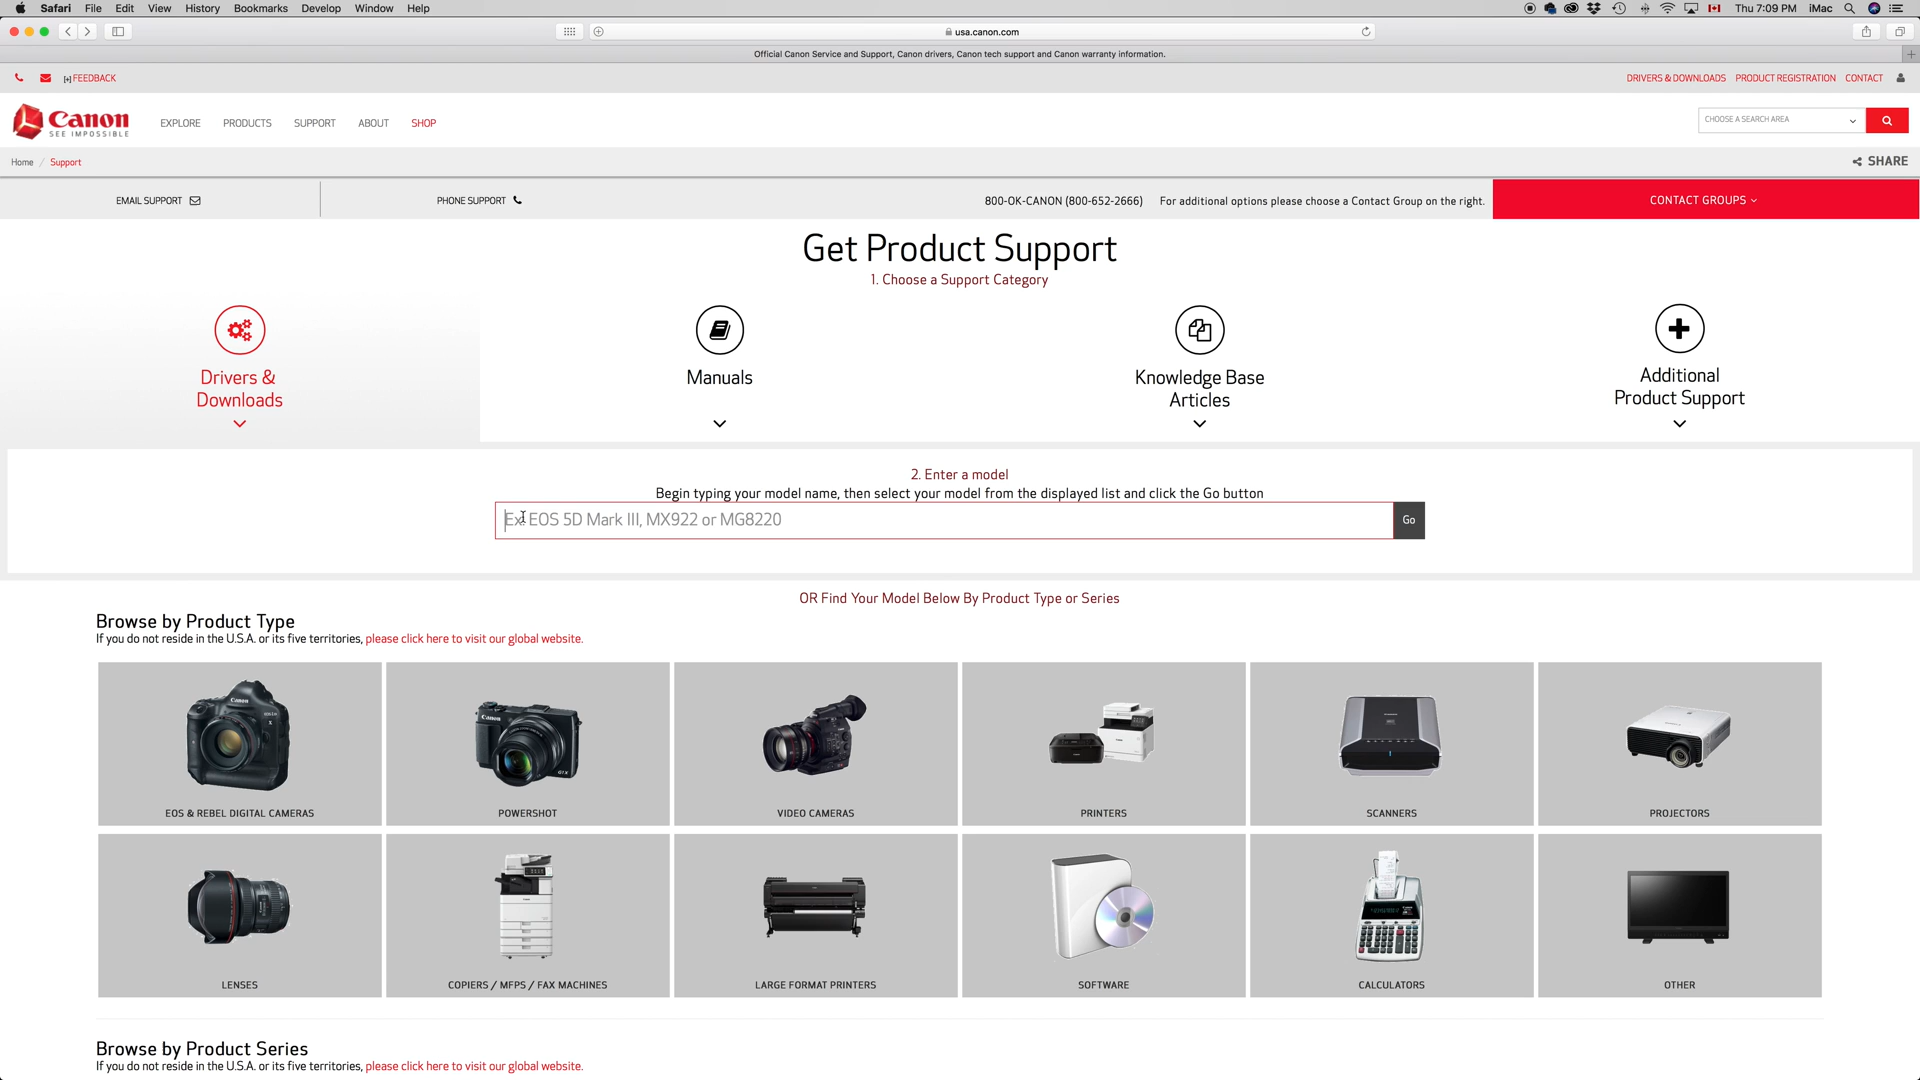 Safari File Edit View History Bookmarks Develop Window Help Thu 7:09 PM iMac
usa.canon.com
Official Canon Service and Support, Canon drivers, Canon tech support and Canon warranty information.
[+] FEEDBACK DRIVERS & DOWNLOADS PRODUCT REGISTRATION CONTACT
Canon
SEE IMPOSSIBLE
EXPLORE PRODUCTS SUPPORT ABOUT SHOP CHOOSE A SEARCH AREA
Home / Support SHARE
EMAIL SUPPORT PHONE SUPPORT 800-OK-CANON (800-652-2666) For additional options please choose a Contact Group on the right. CONTACT GROUPS
Get Product Support
1. Choose a Support Category
Drivers &
Downloads
Manuals
Knowledge Base
Articles
Additional
Product Support
2. Enter a model
Begin typing your model name, then select your model from the displayed list and click the Go button
Ex. EOS 5D Mark III, MX922 or MG8220 Go
OR Find Your Model Below By Product Type or Series
Browse by Product Type
If you do not reside in the U.S.A. or its five territories, please click here to visit our global website.
EOS & REBEL DIGITAL CAMERAS POWERSHOT VIDEO CAMERAS PRINTERS SCANNERS PROJECTORS
LENSES COPIERS / MFPS / FAX MACHINES LARGE FORMAT PRINTERS SOFTWARE CALCULATORS OTHER
Browse by Product Series
If you do not reside in the U.S.A. or its five territories, please click here to visit our global website.